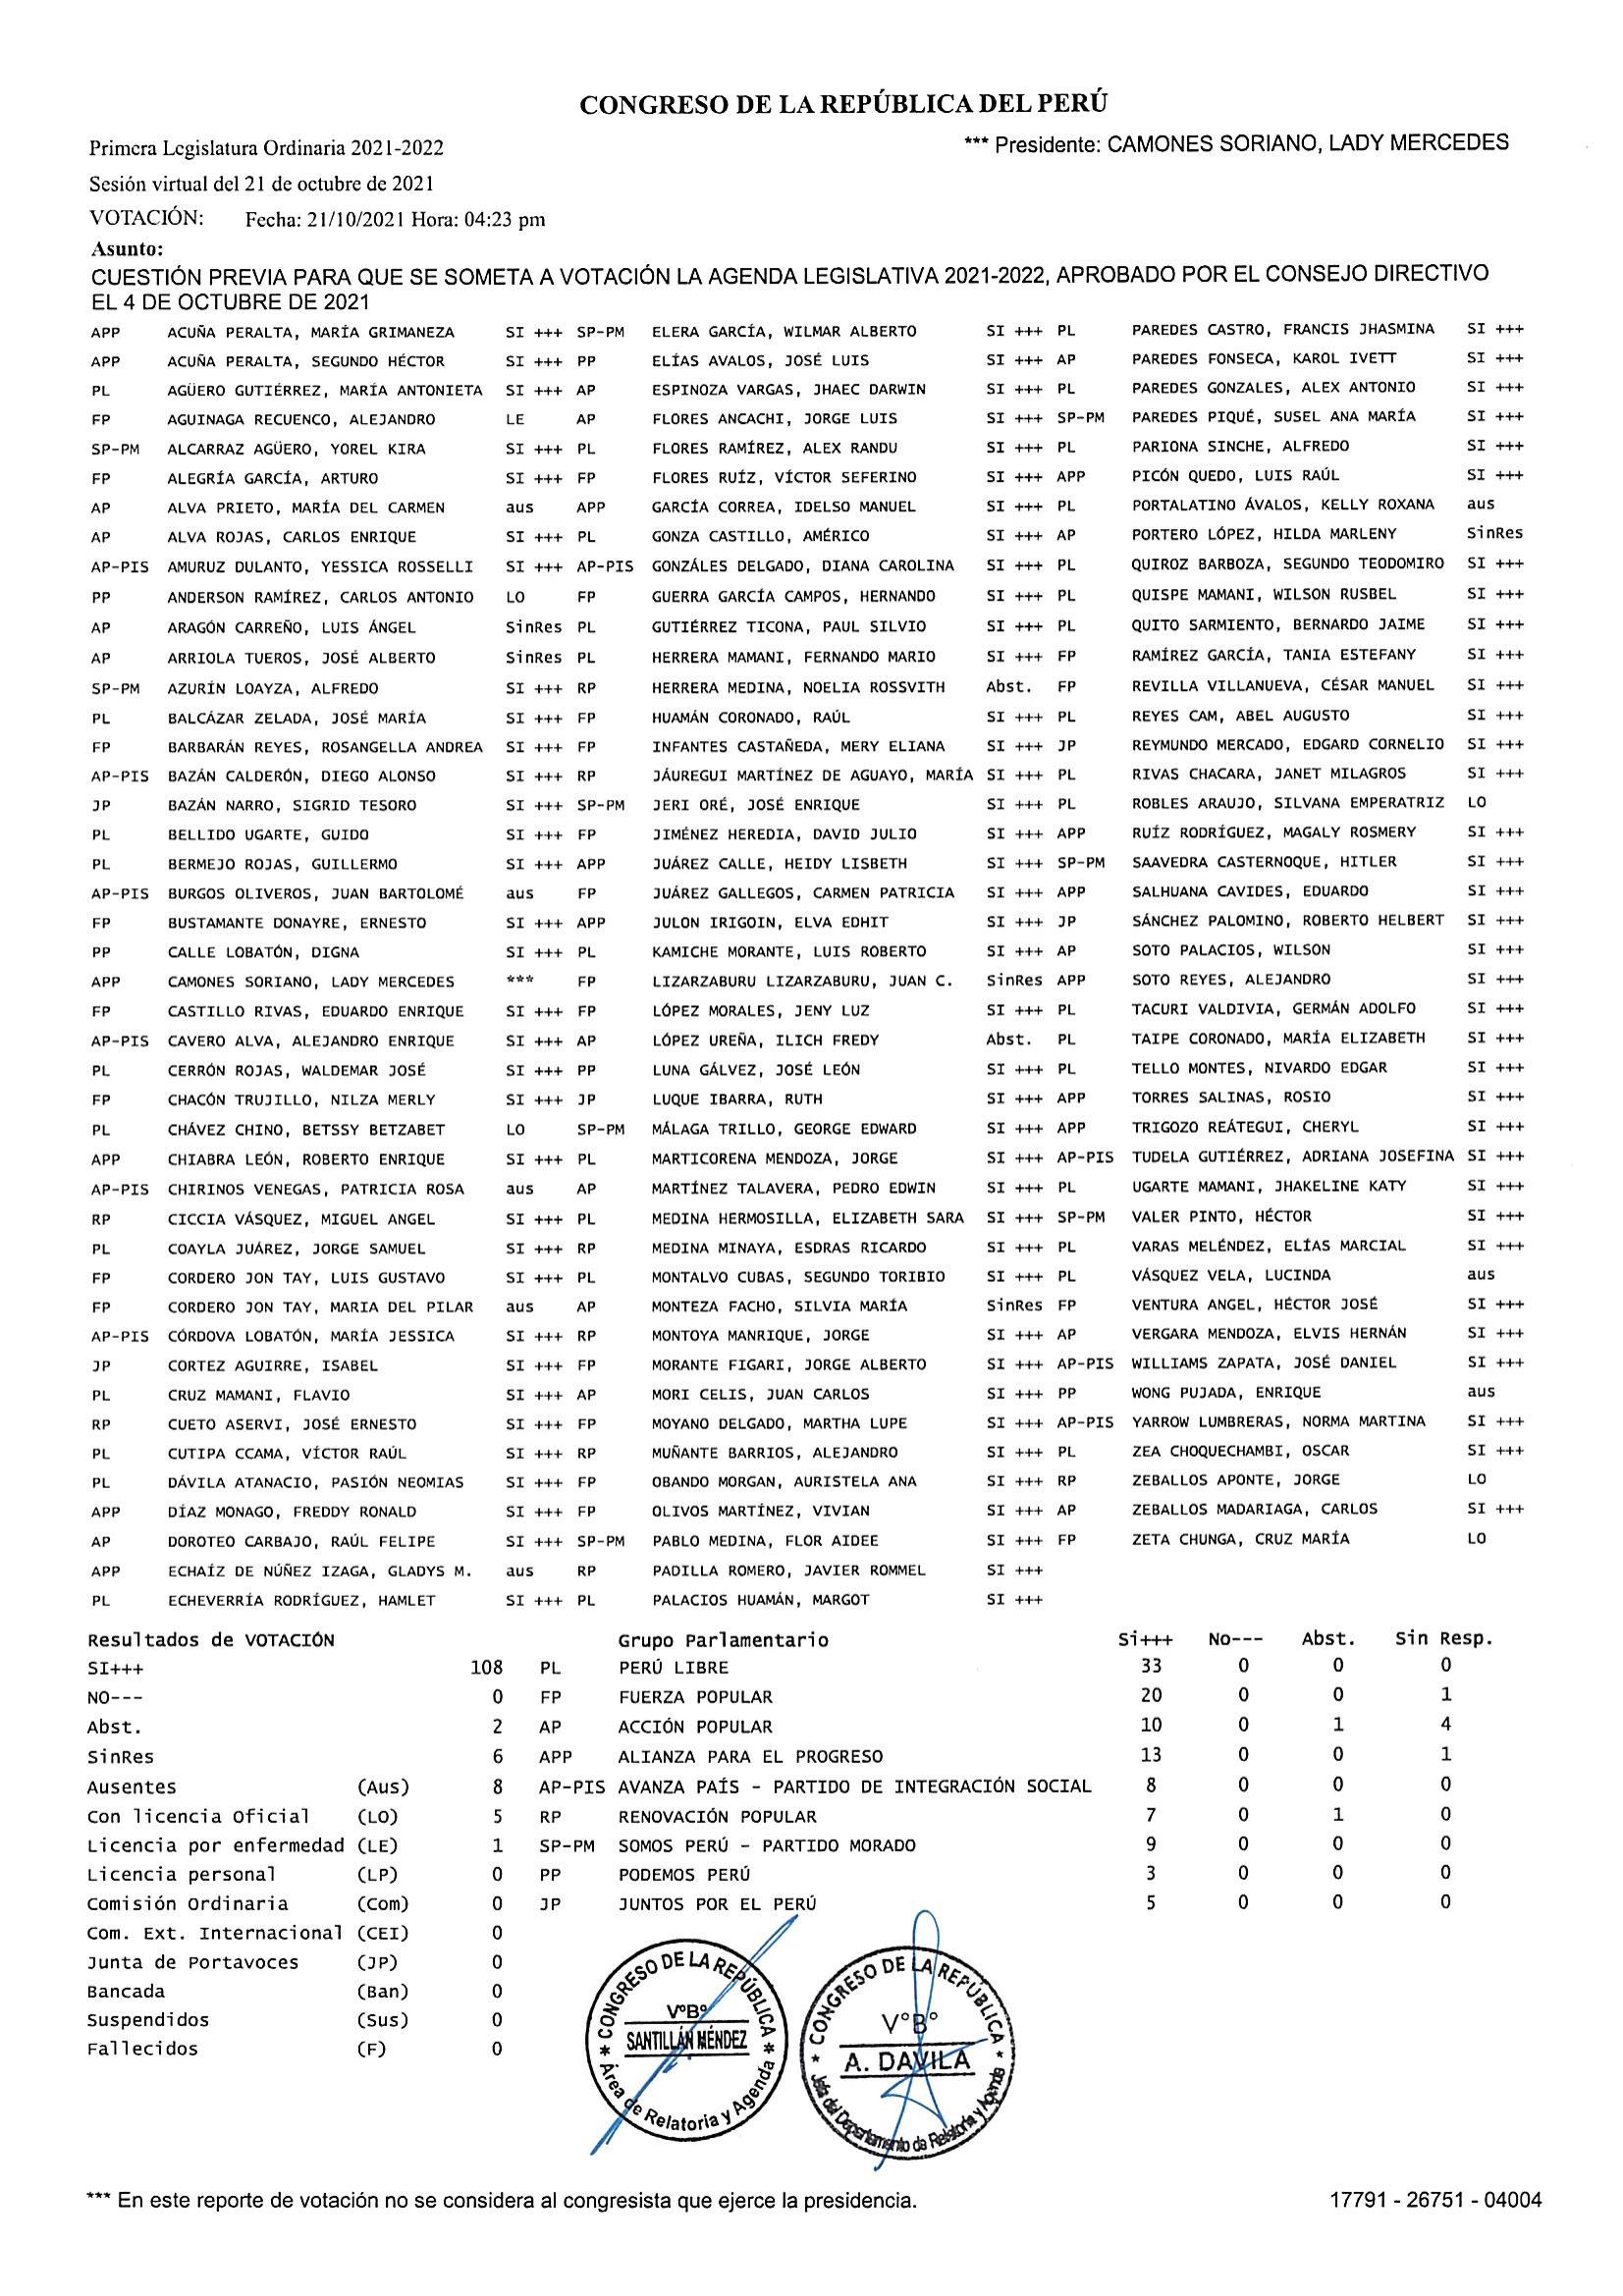 CONGRESO DE LA REPÚBLICA DEL PERÚ
Primera Legislatura Ordinaria 2021-2022
*** Presidente: CAMONES SORIANO, LADY MERCEDES
Sesión virtual del 21 de octubre de 2021
VOTACIÓN: Fecha: 21/10/2021 Hora: 04:23 pm
Asunto:
CUESTIÓN PREVIA PARA QUE SE SOMETA A VOTACIÓN LA AGENDA LEGISLATIVA 2021-2022, APROBADO POR EL CONSEJO DIRECTIVO
EL 4 DE OCTUBRE DE 2021
APP ACUÑA PERALTA, MARÍA GRIMANEZA SI +++ SP-PM ELERA GARCÍA, WILMAR ALBERTO SI +++ PL PAREDES CASTRO, FRANCIS JHASMINA SI +++
APP ACUÑA PERALTA, SEGUNDO HÉCTOR SI +++ PP ELÍAS AVALOS, JOSÉ LUIS SI +++ AP PAREDES FONSECA, KAROL IVETT SI +++
PL AGÜERO GUTIÉRREZ, MARÍA ANTONIETA SI +++ AP ESPINOZA VARGAS, JHAEC DARWIN SI +++ PL PAREDES GONZALES, ALEX ANTONIO SI +++
FP AGUINAGA RECUENCO, ALEJANDRO LE AP FLORES ANCACHI, JORGE LUIS SI +++ SP-PM PAREDES PIQUÉ, SUSEL ANA MARÍA SI +++
SP-PM ALCARRAZ AGÜERO, YOREL KIRA SI +++ PL FLORES RAMÍREZ, ALEX RANDU SI +++ PL PARIONA SINCHE, ALFREDO SI +++
FP ALEGRÍA GARCÍA, ARTURO SI +++ FP FLORES RUÍZ, VÍCTOR SEFERINO SI +++ APP PICÓN QUEDO, LUIS RAÚL SI +++
AP ALVA PRIETO, MARÍA DEL CARMEN aus APP GARCÍA CORREA, IDELSO MANUEL SI +++ PL PORTALATINO ÁVALOS, KELLY ROXANA aus
AP ALVA ROJAS, CARLOS ENRIQUE SI +++ PL GONZA CASTILLO, AMÉRICO SI +++ AP PORTERO LÓPEZ, HILDA MARLENY SinRes
AP-PIS AMURUZ DULANTO, YESSICA ROSSELLI SI +++ AP-PIS GONZÁLES DELGADO, DIANA CAROLINA SI +++ PL QUIROZ BARBOZA, SEGUNDO TEODOMIRO SI +++
PP ANDERSON RAMÍREZ, CARLOS ANTONIO LO FP GUERRA GARCÍA CAMPOS, HERNANDO SI +++ PL QUISPE MAMANI, WILSON RUSBEL SI +++
AP ARAGÓN CARREÑO, LUIS ÁNGEL SinRes PL GUTIÉRREZ TICONA, PAUL SILVIO SI +++ PL QUITO SARMIENTO, BERNARDO JAIME SI +++
AP ARRIOLA TUEROS, JOSÉ ALBERTO SinRes PL HERRERA MAMANI, FERNANDO MARIO SI +++ FP RAMÍREZ GARCÍA, TANIA ESTEFANY SI +++
SP-PM AZURÍN LOAYZA, ALFREDO SI +++ RP HERRERA MEDINA, NOELIA ROSSVITH Abst. FP REVILLA VILLANUEVA, CÉSAR MANUEL SI +++
PL BALCÁZAR ZELADA, JOSÉ MARÍA SI +++ FP HUAMÁN CORONADO, RAÚL SI +++ PL REYES CAM, ABEL AUGUSTO SI +++
FP BARBARÁN REYES, ROSANGELLA ANDREA SI +++ FP INFANTES CASTAÑEDA, MERY ELIANA SI +++ JP REYMUNDO MERCADO, EDGARD CORNELIO SI +++
AP-PIS BAZÁN CALDERÓN, DIEGO ALONSO SI +++ RP JÁUREGUI MARTÍNEZ DE AGUAYO, MARÍA SI +++ PL RIVAS CHACARA, JANET MILAGROS SI +++
JP BAZÁN NARRO, SIGRID TESORO SI +++ SP-PM JERI ORÉ, JOSÉ ENRIQUE SI +++ PL ROBLES ARAUJO, SILVANA EMPERATRIZ LO
PL BELLIDO UGARTE, GUIDO SI +++ FP JIMÉNEZ HEREDIA, DAVID JULIO SI +++ APP RUÍZ RODRÍGUEZ, MAGALY ROSMERY SI +++
PL BERMEJO ROJAS, GUILLERMO SI +++ APP JUÁREZ CALLE, HEIDY LISBETH SI +++ SP-PM SAAVEDRA CASTERNOQUE, HITLER SI +++
AP-PIS BURGOS OLIVEROS, JUAN BARTOLOMÉ aus FP JUÁREZ GALLEGOS, CARMEN PATRICIA SI +++ APP SALHUANA CAVIDES, EDUARDO SI +++
FP BUSTAMANTE DONAYRE, ERNESTO SI +++ APP JULON IRIGOIN, ELVA EDHIT SI +++ JP SÁNCHEZ PALOMINO, ROBERTO HELBERT SI +++
PP CALLE LOBATÓN, DIGNA SI +++ PL KAMICHE MORANTE, LUIS ROBERTO SI +++ AP SOTO PALACIOS, WILSON SI +++
APP CAMONES SORIANO, LADY MERCEDES *** FP LIZARZABURU LIZARZABURU, JUAN C. SinRes APP SOTO REYES, ALEJANDRO SI +++
FP CASTILLO RIVAS, EDUARDO ENRIQUE SI +++ FP LÓPEZ MORALES, JENY LUZ SI +++ PL TACURI VALDIVIA, GERMÁN ADOLFO SI +++
AP-PIS CAVERO ALVA, ALEJANDRO ENRIQUE SI +++ AP LÓPEZ UREÑA, ILICH FREDY Abst. PL TAIPE CORONADO, MARÍA ELIZABETH SI +++
PL CERRÓN ROJAS, WALDEMAR JOSÉ SI +++ PP LUNA GÁLVEZ, JOSÉ LEÓN SI +++ PL TELLO MONTES, NIVARDO EDGAR SI +++
FP CHACÓN TRUJILLO, NILZA MERLY SI +++ JP LUQUE IBARRA, RUTH SI +++ APP TORRES SALINAS, ROSIO SI +++
PL CHÁVEZ CHINO, BETSSY BETZABET LO SP-PM MÁLAGA TRILLO, GEORGE EDWARD SI +++ APP TRIGOZO REÁTEGUI, CHERYL SI +++
APP CHIABRA LEÓN, ROBERTO ENRIQUE SI +++ PL MARTICORENA MENDOZA, JORGE SI +++ AP-PIS TUDELA GUTIÉRREZ, ADRIANA JOSEFINA SI +++
AP-PIS CHIRINOS VENEGAS, PATRICIA ROSA aus AP MARTÍNEZ TALAVERA, PEDRO EDWIN SI +++ PL UGARTE MAMANI, JHAKELINE KATY SI +++
RP CICCIA VÁSQUEZ, MIGUEL ANGEL SI +++ PL MEDINA HERMOSILLA, ELIZABETH SARA SI +++ SP-PM VALER PINTO, HÉCTOR SI +++
PL COAYLA JUÁREZ, JORGE SAMUEL SI +++ RP MEDINA MINAYA, ESDRAS RICARDO SI +++ PL VARAS MELÉNDEZ, ELÍAS MARCIAL SI +++
FP CORDERO JON TAY, LUIS GUSTAVO SI +++ PL MONTALVO CUBAS, SEGUNDO TORIBIO SI +++ PL VÁSQUEZ VELA, LUCINDA aus
FP CORDERO JON TAY, MARIA DEL PILAR aus AP MONTEZA FACHO, SILVIA MARÍA SinRes FP VENTURA ANGEL, HÉCTOR JOSÉ SI +++
AP-PIS CÓRDOVA LOBATÓN, MARÍA JESSICA SI +++ RP MONTOYA MANRIQUE, JORGE SI +++ AP VERGARA MENDOZA, ELVIS HERNÁN SI +++
JP CORTEZ AGUIRRE, ISABEL SI +++ FP MORANTE FIGARI, JORGE ALBERTO SI +++ AP-PIS WILLIAMS ZAPATA, JOSÉ DANIEL SI +++
PL CRUZ MAMANI, FLAVIO SI +++ AP MORI CELIS, JUAN CARLOS SI +++ PP WONG PUJADA, ENRIQUE aus
RP CUETO ASERVI, JOSÉ ERNESTO SI +++ FP MOYANO DELGADO, MARTHA LUPE SI +++ AP-PIS YARROW LUMBRERAS, NORMA MARTINA SI +++
PL CUTIPA CCAMA, VÍCTOR RAÚL SI +++ RP MUÑANTE BARRIOS, ALEJANDRO SI +++ PL ZEA CHOQUECHAMBI, OSCAR SI +++
PL DÁVILA ATANACIO, PASIÓN NEOMIAS SI +++ FP OBANDO MORGAN, AURISTELA ANA SI +++ RP ZEBALLOS APONTE, JORGE LO
APP DÍAZ MONAGO, FREDDY RONALD SI +++ FP OLIVOS MARTÍNEZ, VIVIAN SI +++ AP ZEBALLOS MADARIAGA, CARLOS SI +++
AP DOROTEO CARBAJO, RAÚL FELIPE SI +++ SP-PM PABLO MEDINA, FLOR AIDEE SI +++ FP ZETA CHUNGA, CRUZ MARÍA LO
APP ECHAÍZ DE NÚÑEZ IZAGA, GLADYS M. aus RP PADILLA ROMERO, JAVIER ROMMEL SI +++
PL ECHEVERRÍA RODRÍGUEZ, HAMLET SI +++ PL PALACIOS HUAMÁN, MARGOT SI +++
Resultados de VOTACIÓN Grupo Parlamentario Si+++ No--- Abst. Sin Resp.
SI+++ 108 PL PERÚ LIBRE 33 0 0 0
NO--- 0 FP FUERZA POPULAR 20 0 0 1
Abst. 2 AP ACCIÓN POPULAR 10 0 1 4
SinRes 6 APP ALIANZA PARA EL PROGRESO 13 0 0 1
Ausentes (Aus) 8 AP-PIS AVANZA PAÍS - PARTIDO DE INTEGRACIÓN SOCIAL 8 0 0 0
Con licencia Oficial (LO) 5 RP RENOVACIÓN POPULAR 7 0 1 0
Licencia por enfermedad (LE) 1 SP-PM SOMOS PERÚ - PARTIDO MORADO 9 0 0 0
Licencia personal (LP) 0 PP PODEMOS PERÚ 3 0 0 0
Comisión Ordinaria (Com) 0 JP JUNTOS POR EL PERÚ 5 0 0 0
Com. Ext. Internacional (CEI) 0
Junta de Portavoces (JP) 0
Bancada (Ban) 0
Suspendidos (Sus) 0
Fallecidos (F) 0
* CONGRESO DE LA REPÚBLICA *
V°B°
SANTILLÁN MÉNDEZ
Área de Relatoría y Agenda
* CONGRESO DE LA REPÚBLICA *
V°B°
A. DAVILA
Jefa del Departamento de Relatoría y Agenda
*** En este reporte de votación no se considera al congresista que ejerce la presidencia.
17791 - 26751 - 04004